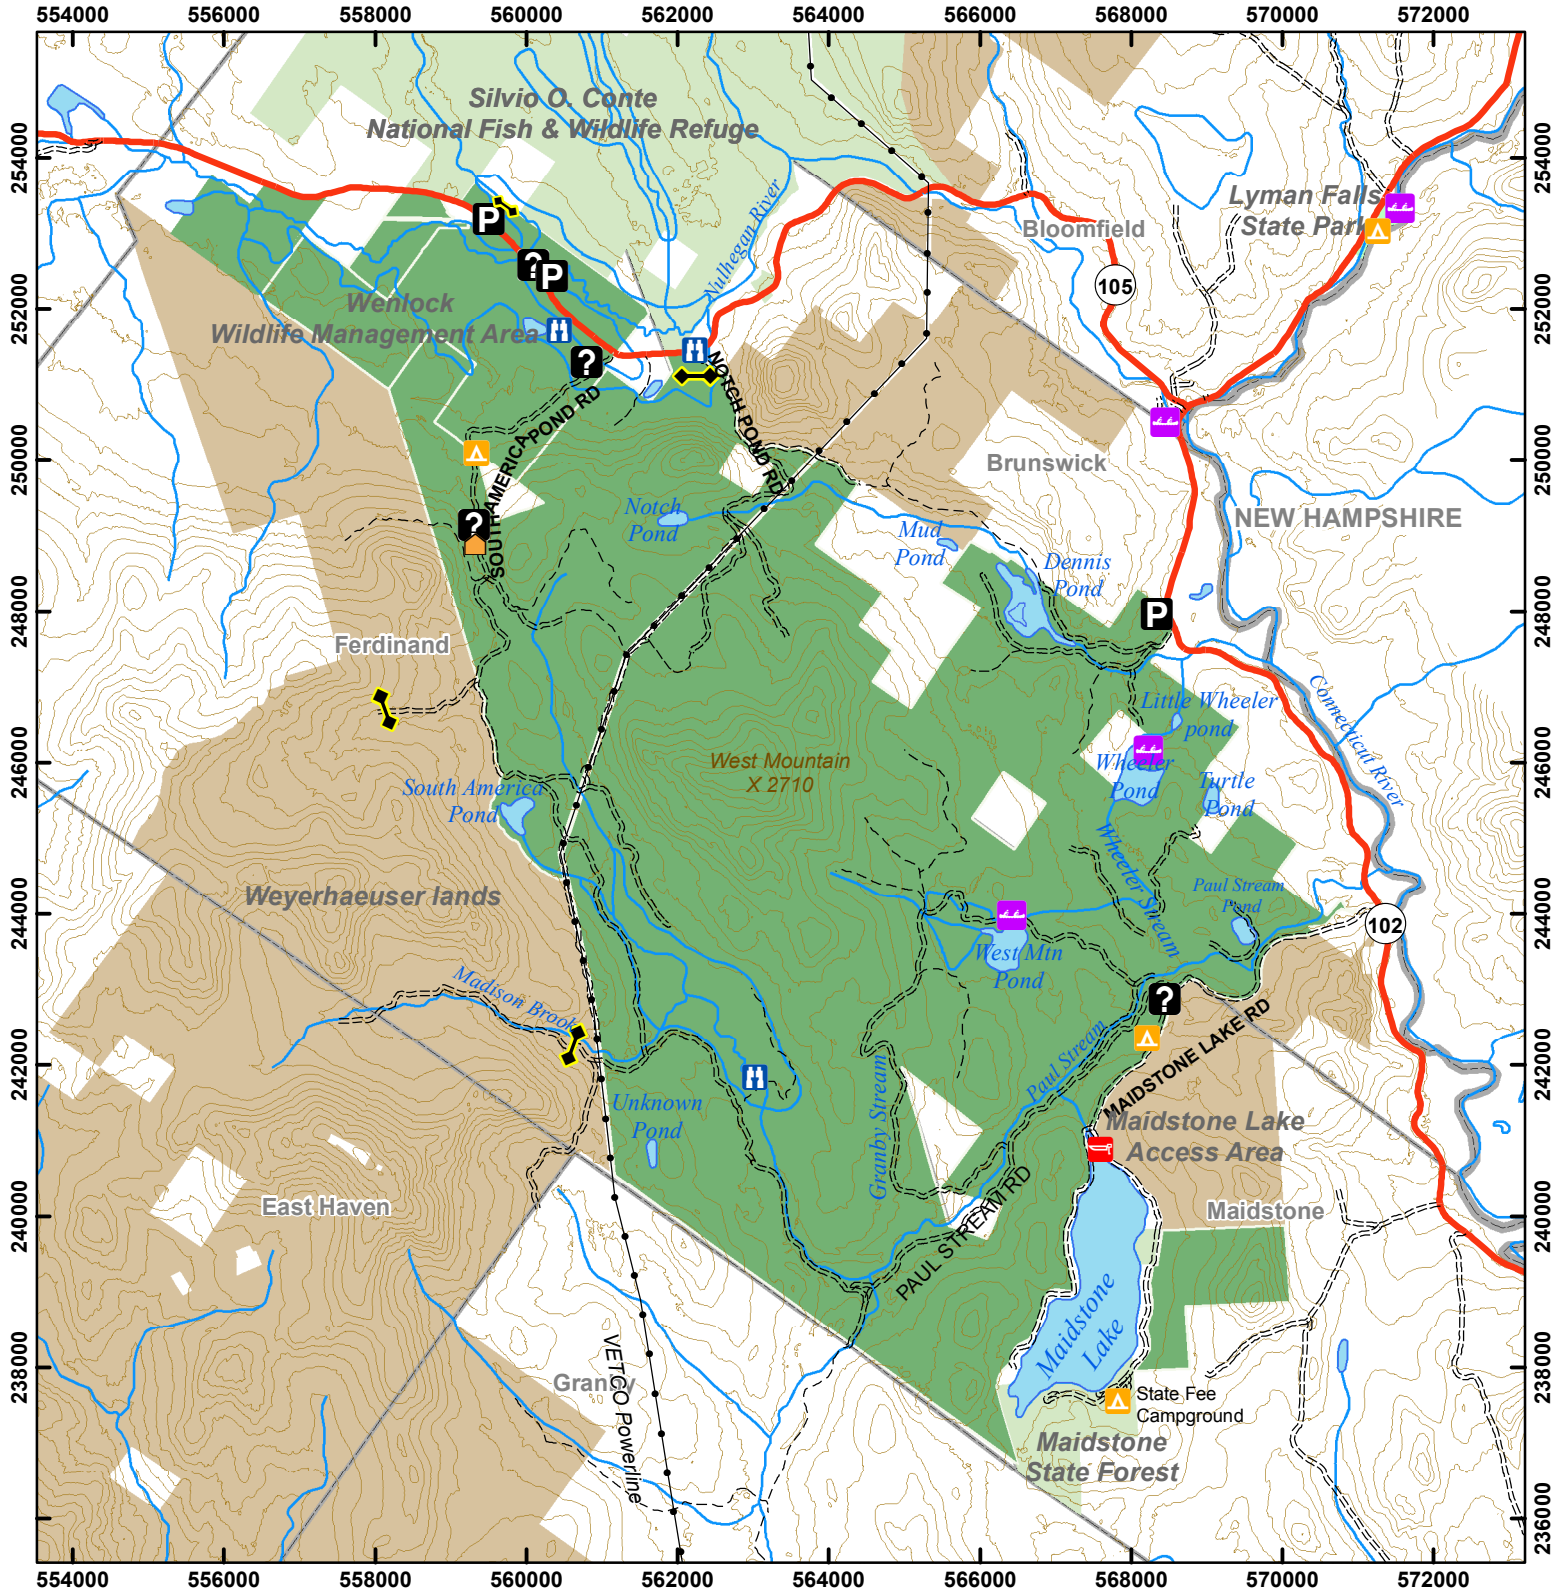 554000 556000 558000 560000 562000 564000 566000 568000 570000 572000
254000
252000
250000
248000
246000
244000
242000
240000
238000
254000
252000
250000
248000
246000
244000
242000
240000
238000
236000
Silvio O. Conte
National Fish & Wildlife Refuge
Lyman Falls
State Park
Bloomfield
Nulhegan River
105
P
?
P
Wenlock
Wildlife Management Area
?
NOTCH POND RD
SOUTH AMERICA POND RD
Brunswick
NEW HAMPSHIRE
Notch
Pond
Mud
Pond
Dennis
Pond
?
P
Ferdinand
Little Wheeler
pond
Connecticut River
West Mountain
X 2710
Wheeler
Pond
Turtle
Pond
South America
Pond
Wheeler Stream
Weyerhaeuser lands
Paul Stream
Pond
102
West Mtn
Pond
Madison Brook
?
MAIDSTONE LAKE RD
Paul Stream
Granby Stream
Unknown
Pond
Maidstone Lake
Access Area
East Haven
Maidstone
PAUL STREAM RD
Maidstone
Lake
VETCO Powerline
Granby
State Fee
Campground
Maidstone
State Forest
554000 556000 558000 560000 562000 564000 566000 568000 570000 572000